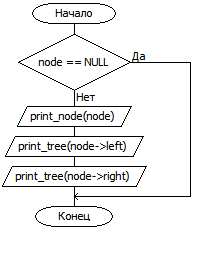 Начало
node == NULL
Да
Нет
print_node(node)
print_tree(node->left)
print_tree(node->right)
Конец